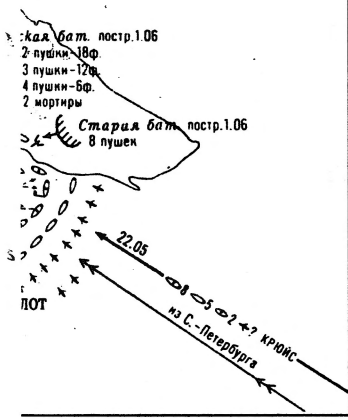 ская бат. постр.1.06
2 пушки-18ф.
3 пушки-12ф.
4 пушки-6ф.
2 мортиры
Старая бат. постр.1.06
8 пушек
22.05
8 5 2 ? КРЮЙС
из С.-Петербурга
ЛОТ